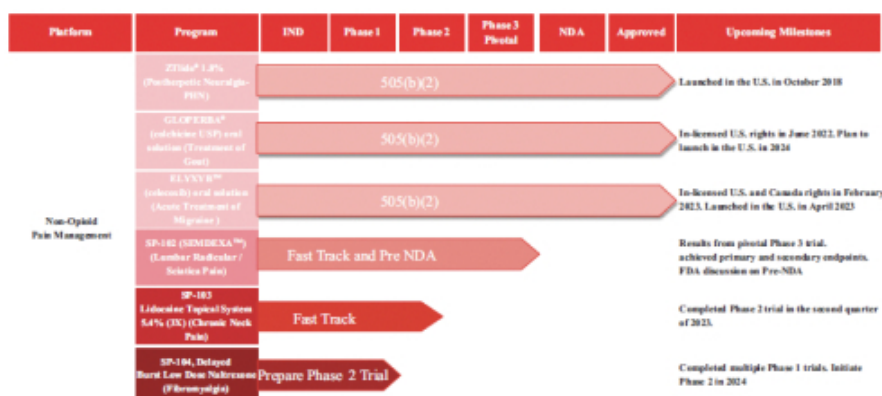 Platform Program IND Phase 1 Phase 2 Phase 3 Pivotal NDA Approved Upcoming Milestones
Non-Opioid
Pain Management
ZTlido® 1.8%
(Postherpetic Neuralgia-
PHN)
505(b)(2)
Launched in the U.S. in October 2018
GLOPERBA®
(colchicine USP) oral
solution (Treatment of
Gout)
505(b)(2)
In-licensed U.S. rights in June 2022. Plan to
launch in the U.S. in 2024
ELYXYB™
(celecoxib) oral solution
(Acute Treatment of
Migraine )
505(b)(2)
In-licensed U.S. and Canada rights in February
2023. Launched in the U.S. in April 2023
SP-102 (SEMDEXA™)
(Lumbar Radicular /
Sciatica Pain)
Fast Track and Pre NDA
Results from pivotal Phase 3 trial.
achieved primary and secondary endpoints.
FDA discussion on Pre-NDA
SP-103
Lidocaine Topical System
5.4% (3X) (Chronic Neck
Pain)
Fast Track
Completed Phase 2 trial in the second quarter
of 2023.
SP-104, Delayed
Burst Low Dose Naltrexone
(Fibromyalgia)
Prepare Phase 2 Trial
Completed multiple Phase 1 trials. Initiate
Phase 2 in 2024